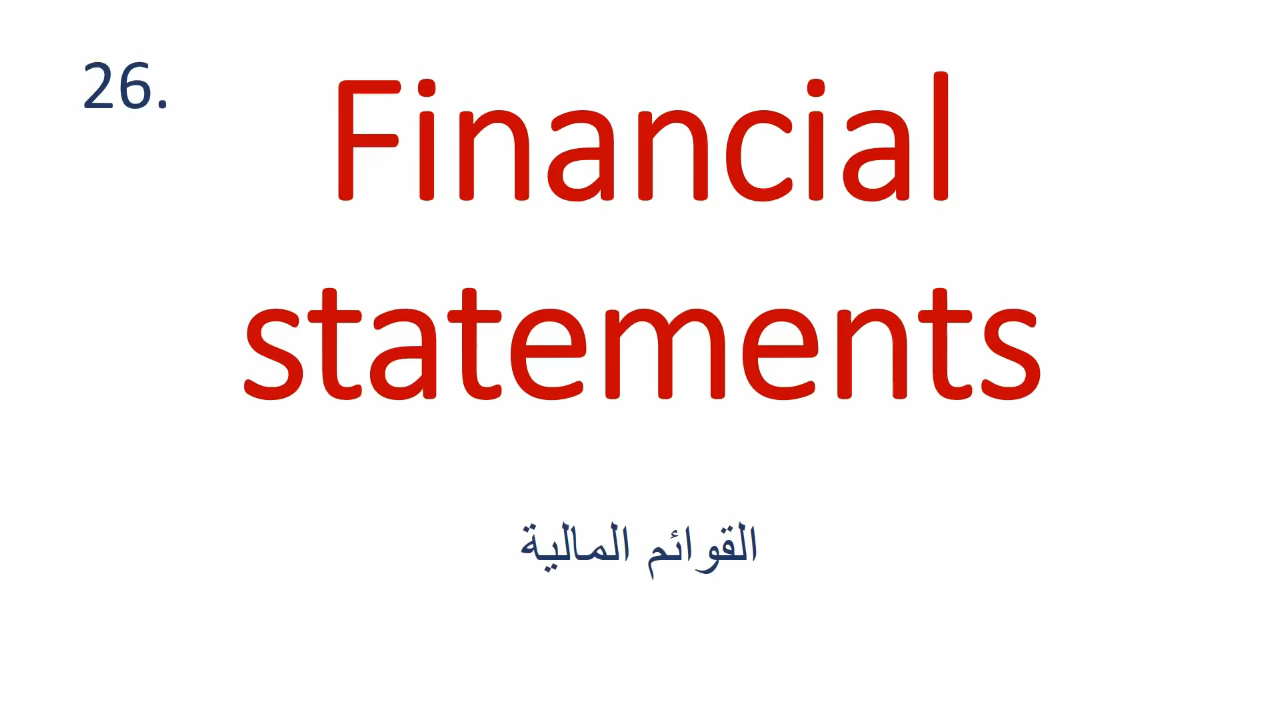 26.
Financial
statements
القوائم المالية